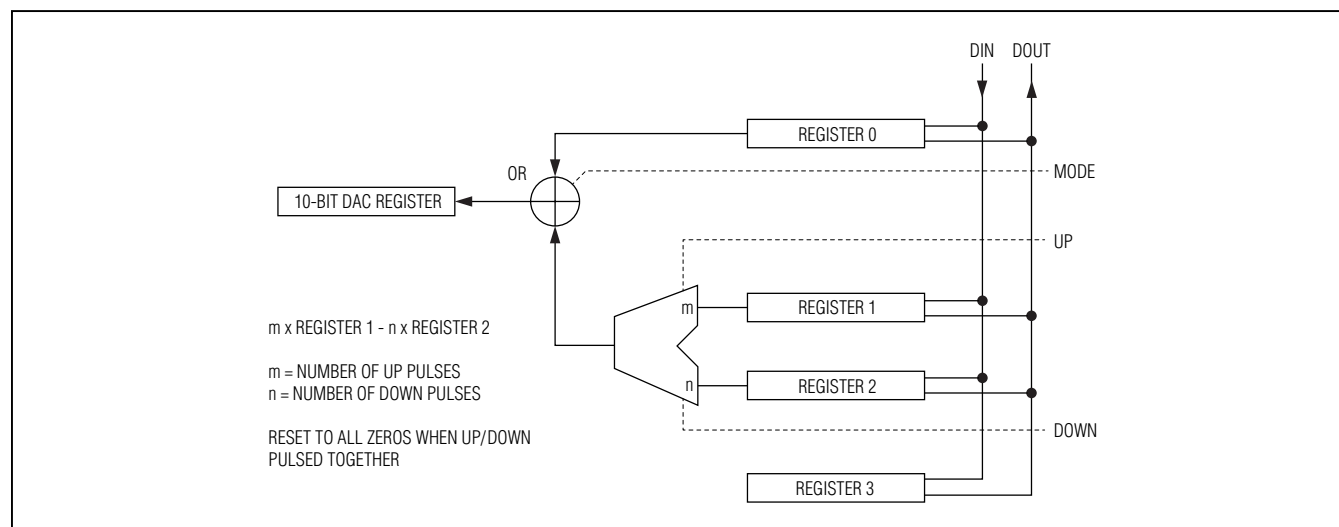 DIN DOUT
REGISTER 0
OR
MODE
10-BIT DAC REGISTER
UP
m
REGISTER 1
m x REGISTER 1 - n x REGISTER 2
m = NUMBER OF UP PULSES
n
REGISTER 2
n = NUMBER OF DOWN PULSES
DOWN
RESET TO ALL ZEROS WHEN UP/DOWN
PULSED TOGETHER
REGISTER 3